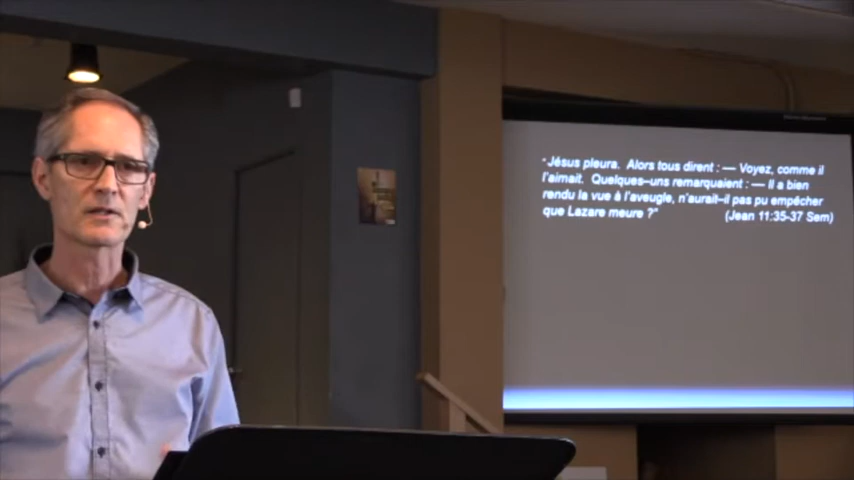 “Jésus pleura. Alors tous dirent : — Voyez, comme il
l’aimait. Quelques–uns remarquaient : — Il a bien
rendu la vue à l’aveugle, n’aurait–il pas pu empêcher
que Lazare meure ?” (Jean 11:35-37 Sem)